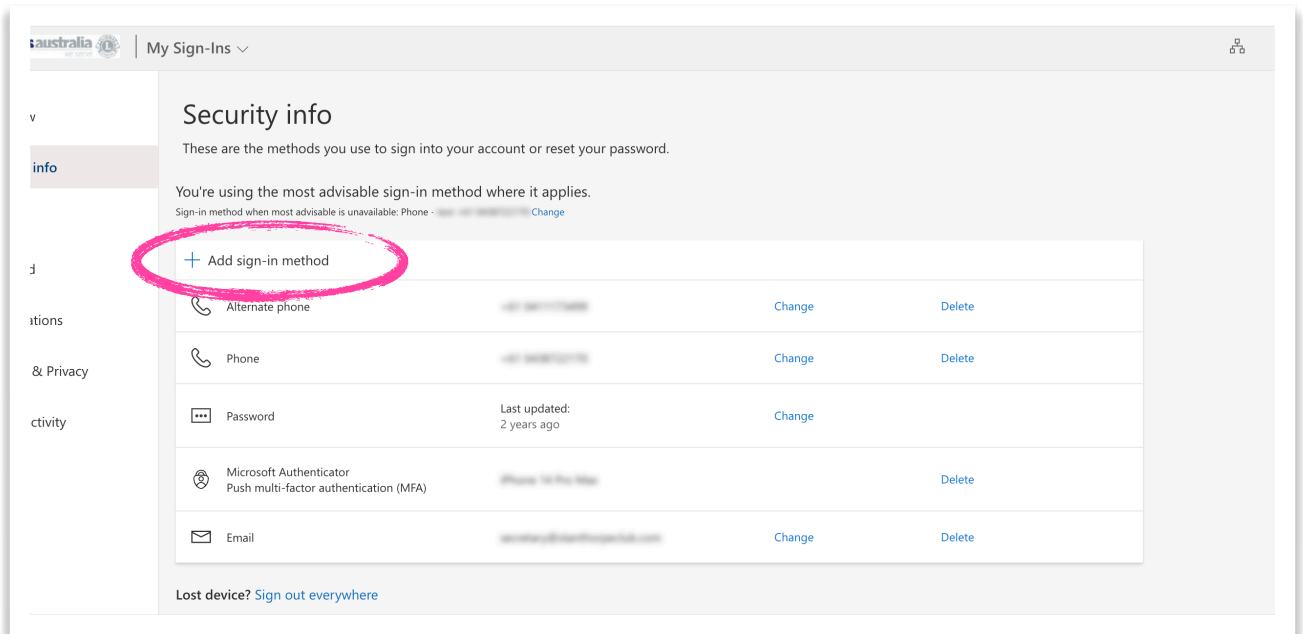 australia
My Sign-Ins
Security info
These are the methods you use to sign into your account or reset your password.
info
You're using the most advisable sign-in method where it applies.
Sign-in method when most advisable is unavailable: Phone - Change
+ Add sign-in method
Alternate phone Change Delete
ations
Phone Change Delete
& Privacy
Password Last updated: 2 years ago Change
ctivity
Microsoft Authenticator
Push multi-factor authentication (MFA) Delete
Email Change Delete
Lost device? Sign out everywhere